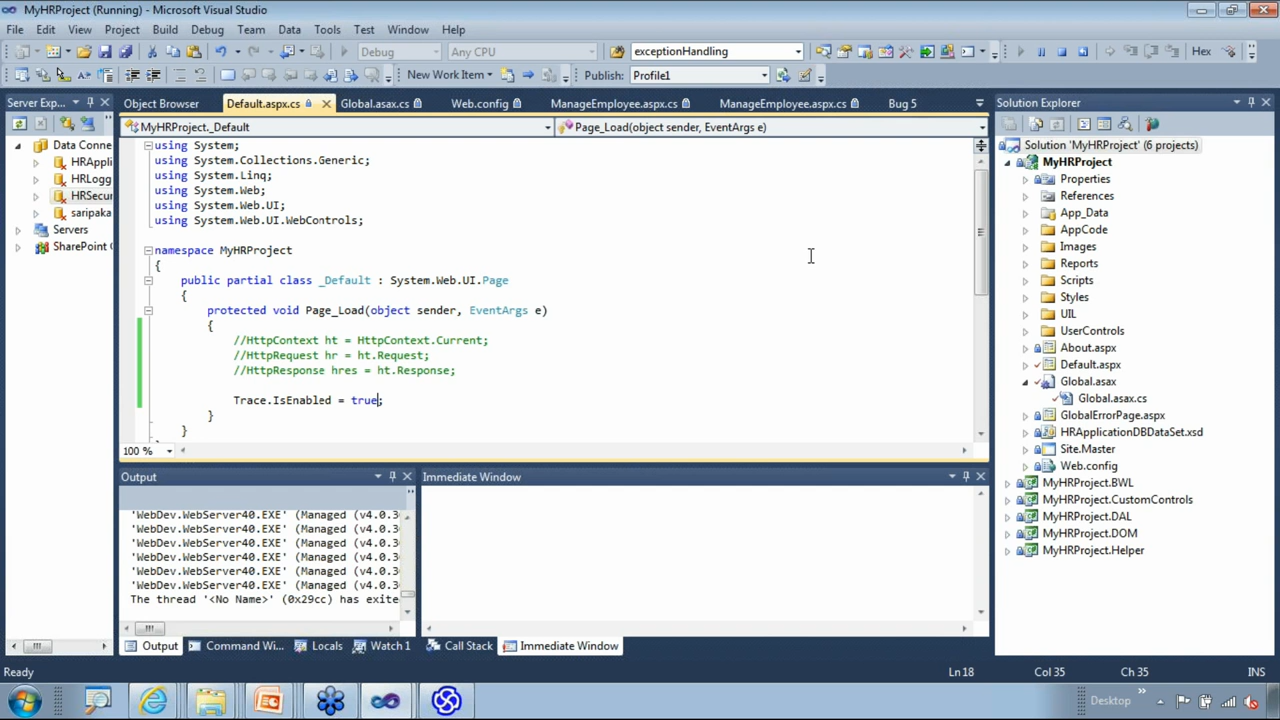 MyHRProject (Running) - Microsoft Visual Studio
File Edit View Project Build Debug Team Data Tools Test Window Help
Debug Any CPU exceptionHandling Hex
New Work Item Publish: Profile1
Server Exp...
Object Browser Default.aspx.cs Global.asax.cs Web.config ManageEmployee.aspx.cs ManageEmployee.aspx.cs Bug 5
Solution Explorer
MyHRProject._Default Page_Load(object sender, EventArgs e)
Data Conne
HRAppli
HRLogg
HRSecur
saripaka
Servers
SharePoint
using System;
using System.Collections.Generic;
using System.Linq;
using System.Web;
using System.Web.UI;
using System.Web.UI.WebControls;
namespace MyHRProject
{
public partial class _Default : System.Web.UI.Page
{
protected void Page_Load(object sender, EventArgs e)
{
//HttpContext ht = HttpContext.Current;
//HttpRequest hr = ht.Request;
//HttpResponse hres = ht.Response;
Trace.IsEnabled = true;
}
}
100 %
Solution 'MyHRProject' (6 projects)
MyHRProject
Properties
References
App_Data
AppCode
Images
Reports
Scripts
Styles
UIL
UserControls
About.aspx
Default.aspx
Global.asax
Global.asax.cs
GlobalErrorPage.aspx
HRApplicationDBDataSet.xsd
Site.Master
Web.config
MyHRProject.BWL
MyHRProject.CustomControls
MyHRProject.DAL
MyHRProject.DOM
MyHRProject.Helper
Output
'WebDev.WebServer40.EXE' (Managed (v4.0.3
'WebDev.WebServer40.EXE' (Managed (v4.0.3
'WebDev.WebServer40.EXE' (Managed (v4.0.3
'WebDev.WebServer40.EXE' (Managed (v4.0.3
'WebDev.WebServer40.EXE' (Managed (v4.0.3
'WebDev.WebServer40.EXE' (Managed (v4.0.3
The thread '<No Name>' (0x29cc) has exite
Immediate Window
Output Command Wi... Locals Watch 1 Call Stack Immediate Window
Ready Ln 18 Col 35 Ch 35 INS
Desktop